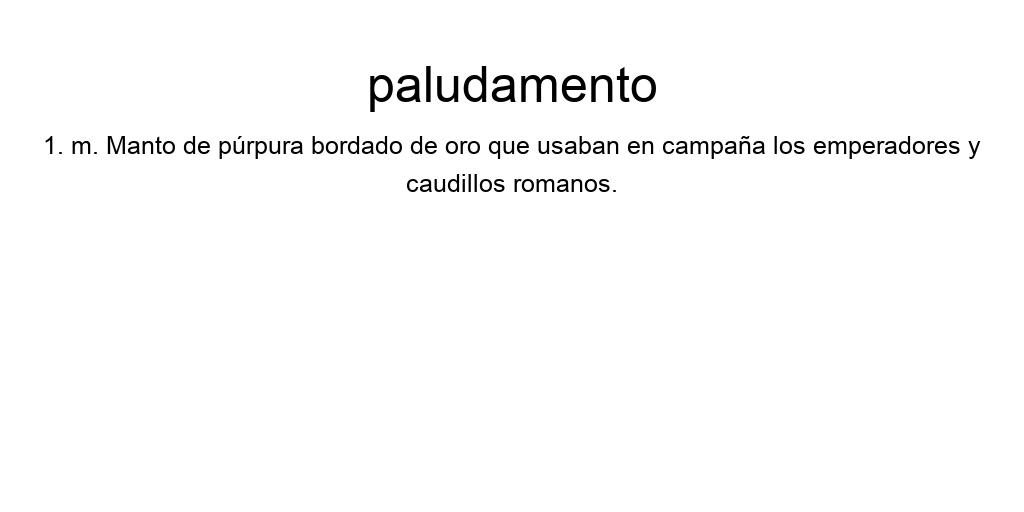 paludamento
1. m. Manto de púrpura bordado de oro que usaban en campaña los emperadores y
caudillos romanos.